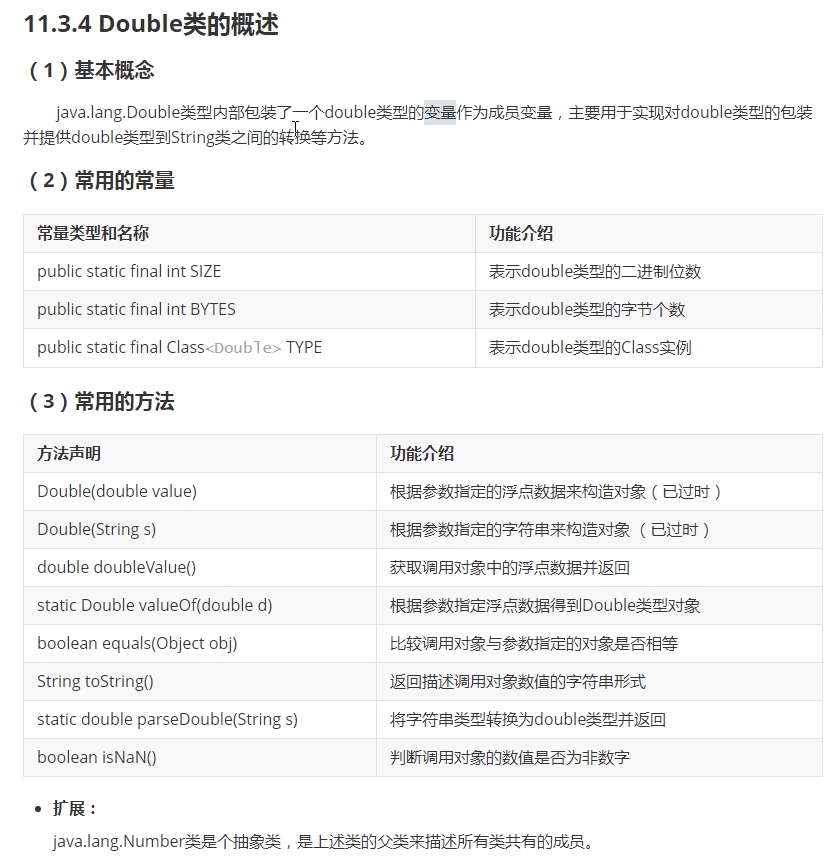 11.3.4 Double类的概述
（1）基本概念
java.lang.Double类型内部包装了一个double类型的变量作为成员变量，主要用于实现对double类型的包装
并提供double类型到String类之间的转换等方法。
（2）常用的常量
常量类型和名称 功能介绍
public static final int SIZE 表示double类型的二进制位数
public static final int BYTES 表示double类型的字节个数
public static final Class<Double> TYPE 表示double类型的Class实例
（3）常用的方法
方法声明 功能介绍
Double(double value) 根据参数指定的浮点数据来构造对象（已过时）
Double(String s) 根据参数指定的字符串来构造对象 （已过时）
double doubleValue() 获取调用对象中的浮点数据并返回
static Double valueOf(double d) 根据参数指定浮点数据得到Double类型对象
boolean equals(Object obj) 比较调用对象与参数指定的对象是否相等
String toString() 返回描述调用对象数值的字符串形式
static double parseDouble(String s) 将字符串类型转换为double类型并返回
boolean isNaN() 判断调用对象的数值是否为非数字
• 扩展：
java.lang.Number类是个抽象类，是上述类的父类来描述所有类共有的成员。